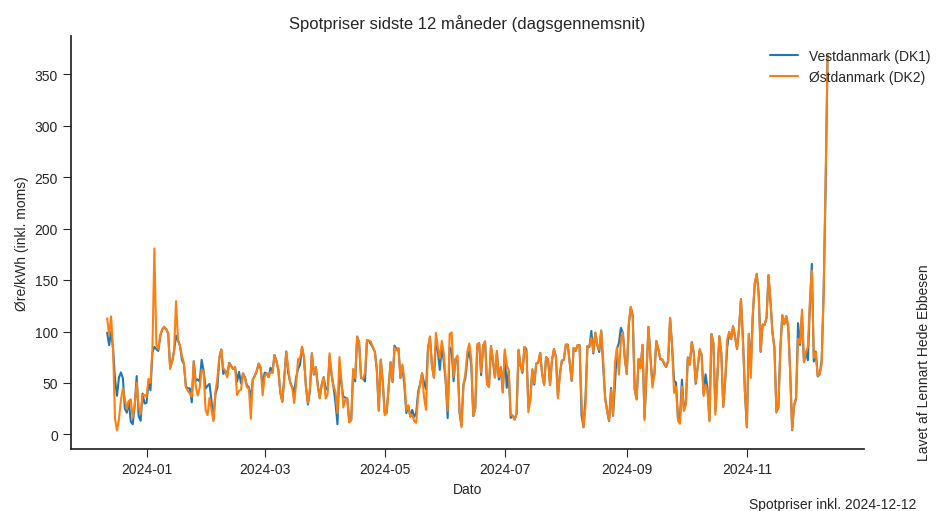 Spotpriser sidste 12 måneder (dagsgennemsnit)
Vestdanmark (DK1)
Østdanmark (DK2)
Øre/kWh (inkl. moms)
350
300
250
200
150
100
50
0
2024-01
2024-03
2024-05
2024-07
2024-09
2024-11
Dato
Lavet af Lennart Hede Ebbesen
Spotpriser inkl. 2024-12-12